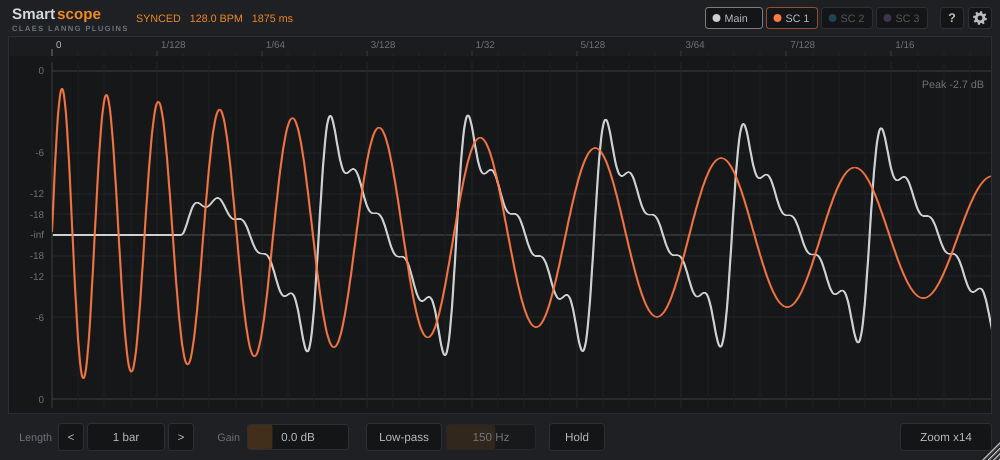 Smartscope
CLAES LANNG PLUGINS
SYNCED 128.0 BPM 1875 ms
Main SC 1 SC 2 SC 3 ?
0 1/128 1/64 3/128 1/32 5/128 3/64 7/128 1/16
0
Peak -2.7 dB
-6
-12
-18
-inf
-18
-12
-6
0
Length < 1 bar > Gain 0.0 dB Low-pass 150 Hz Hold Zoom x14